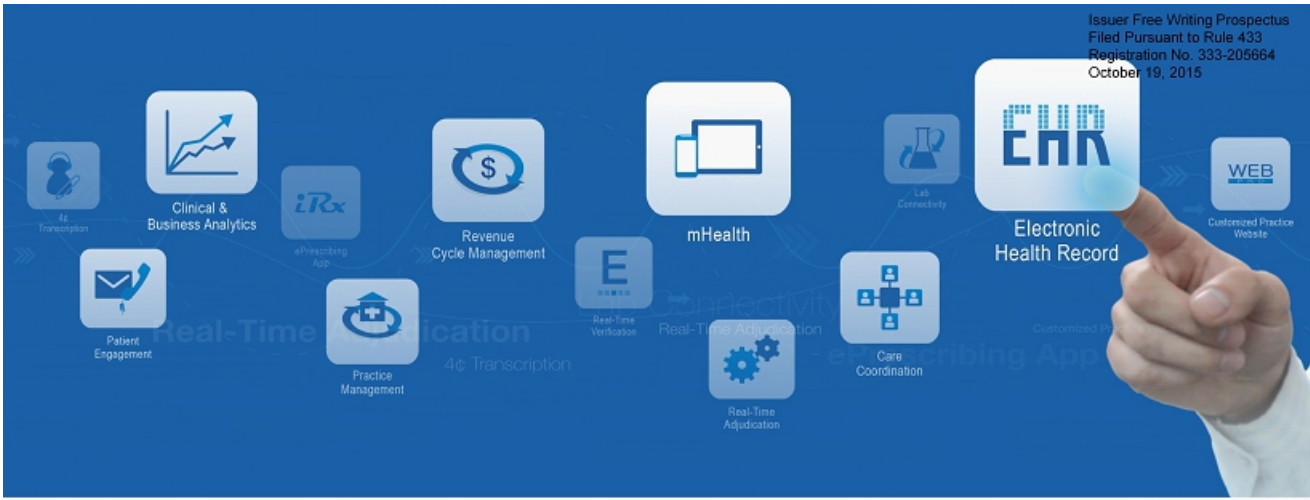 Issuer Free Writing Prospectus
Filed Pursuant to Rule 433
Registration No. 333-205664
October 19, 2015
4¢
Transcription
Clinical &
Business Analytics
iRx
ePrescribing
App
$
Revenue
Cycle Management
mHealth
Lab
Connectivity
EHR
Electronic
Health Record
WEB
PRO
Customized Practice
Website
Patient
Engagement
Practice
Management
E
Real-Time
Verification
Real-Time
Adjudication
Care
Coordination
Real-Time Adjudication
4¢ Transcription
Connectivity
Real-Time Adjudication
ePrescribing App
Customized